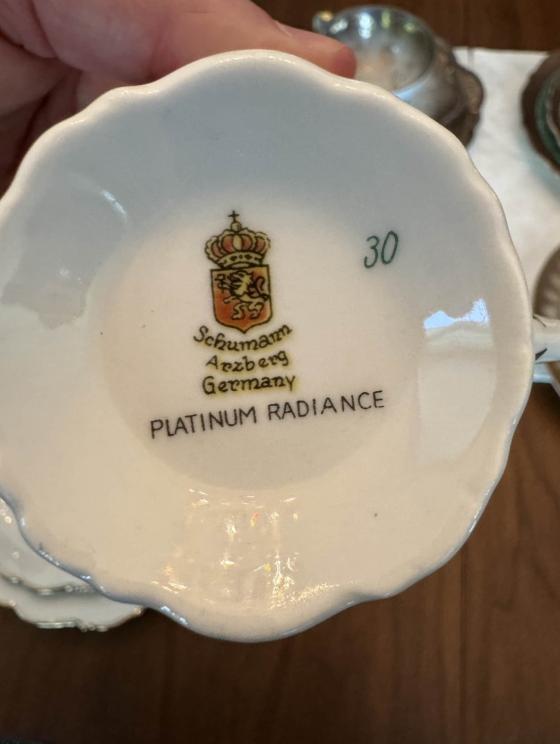 30
Schumann
Arzberg
Germany
PLATINUM RADIANCE